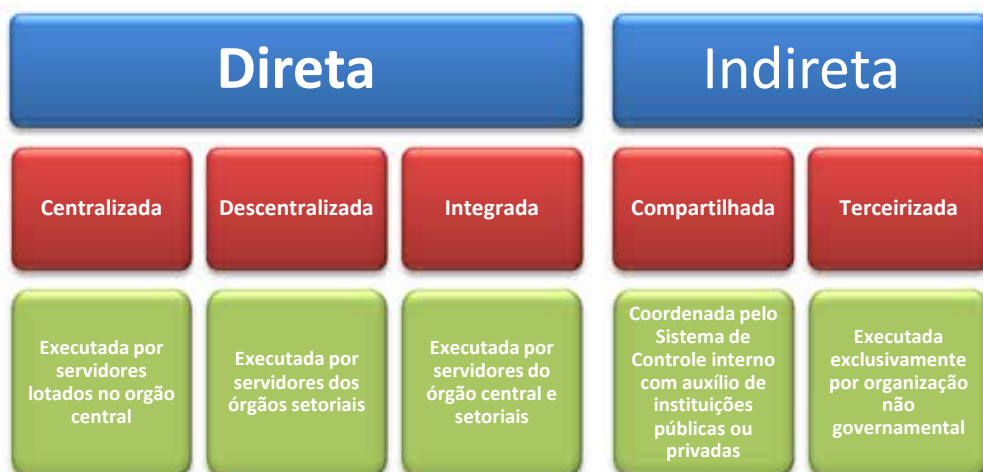 Direta
Indireta
Centralizada
Descentralizada
Integrada
Compartilhada
Terceirizada
Executada por
servidores
lotados no orgão
central
Executada por
servidores dos
órgãos setoriais
Executada por
servidores do
órgão central e
setoriais
Coordenada pelo
Sistema de
Controle interno
com auxílio de
instituições
públicas ou
privadas
Executada
exclusivamente
por organização
não
governamental